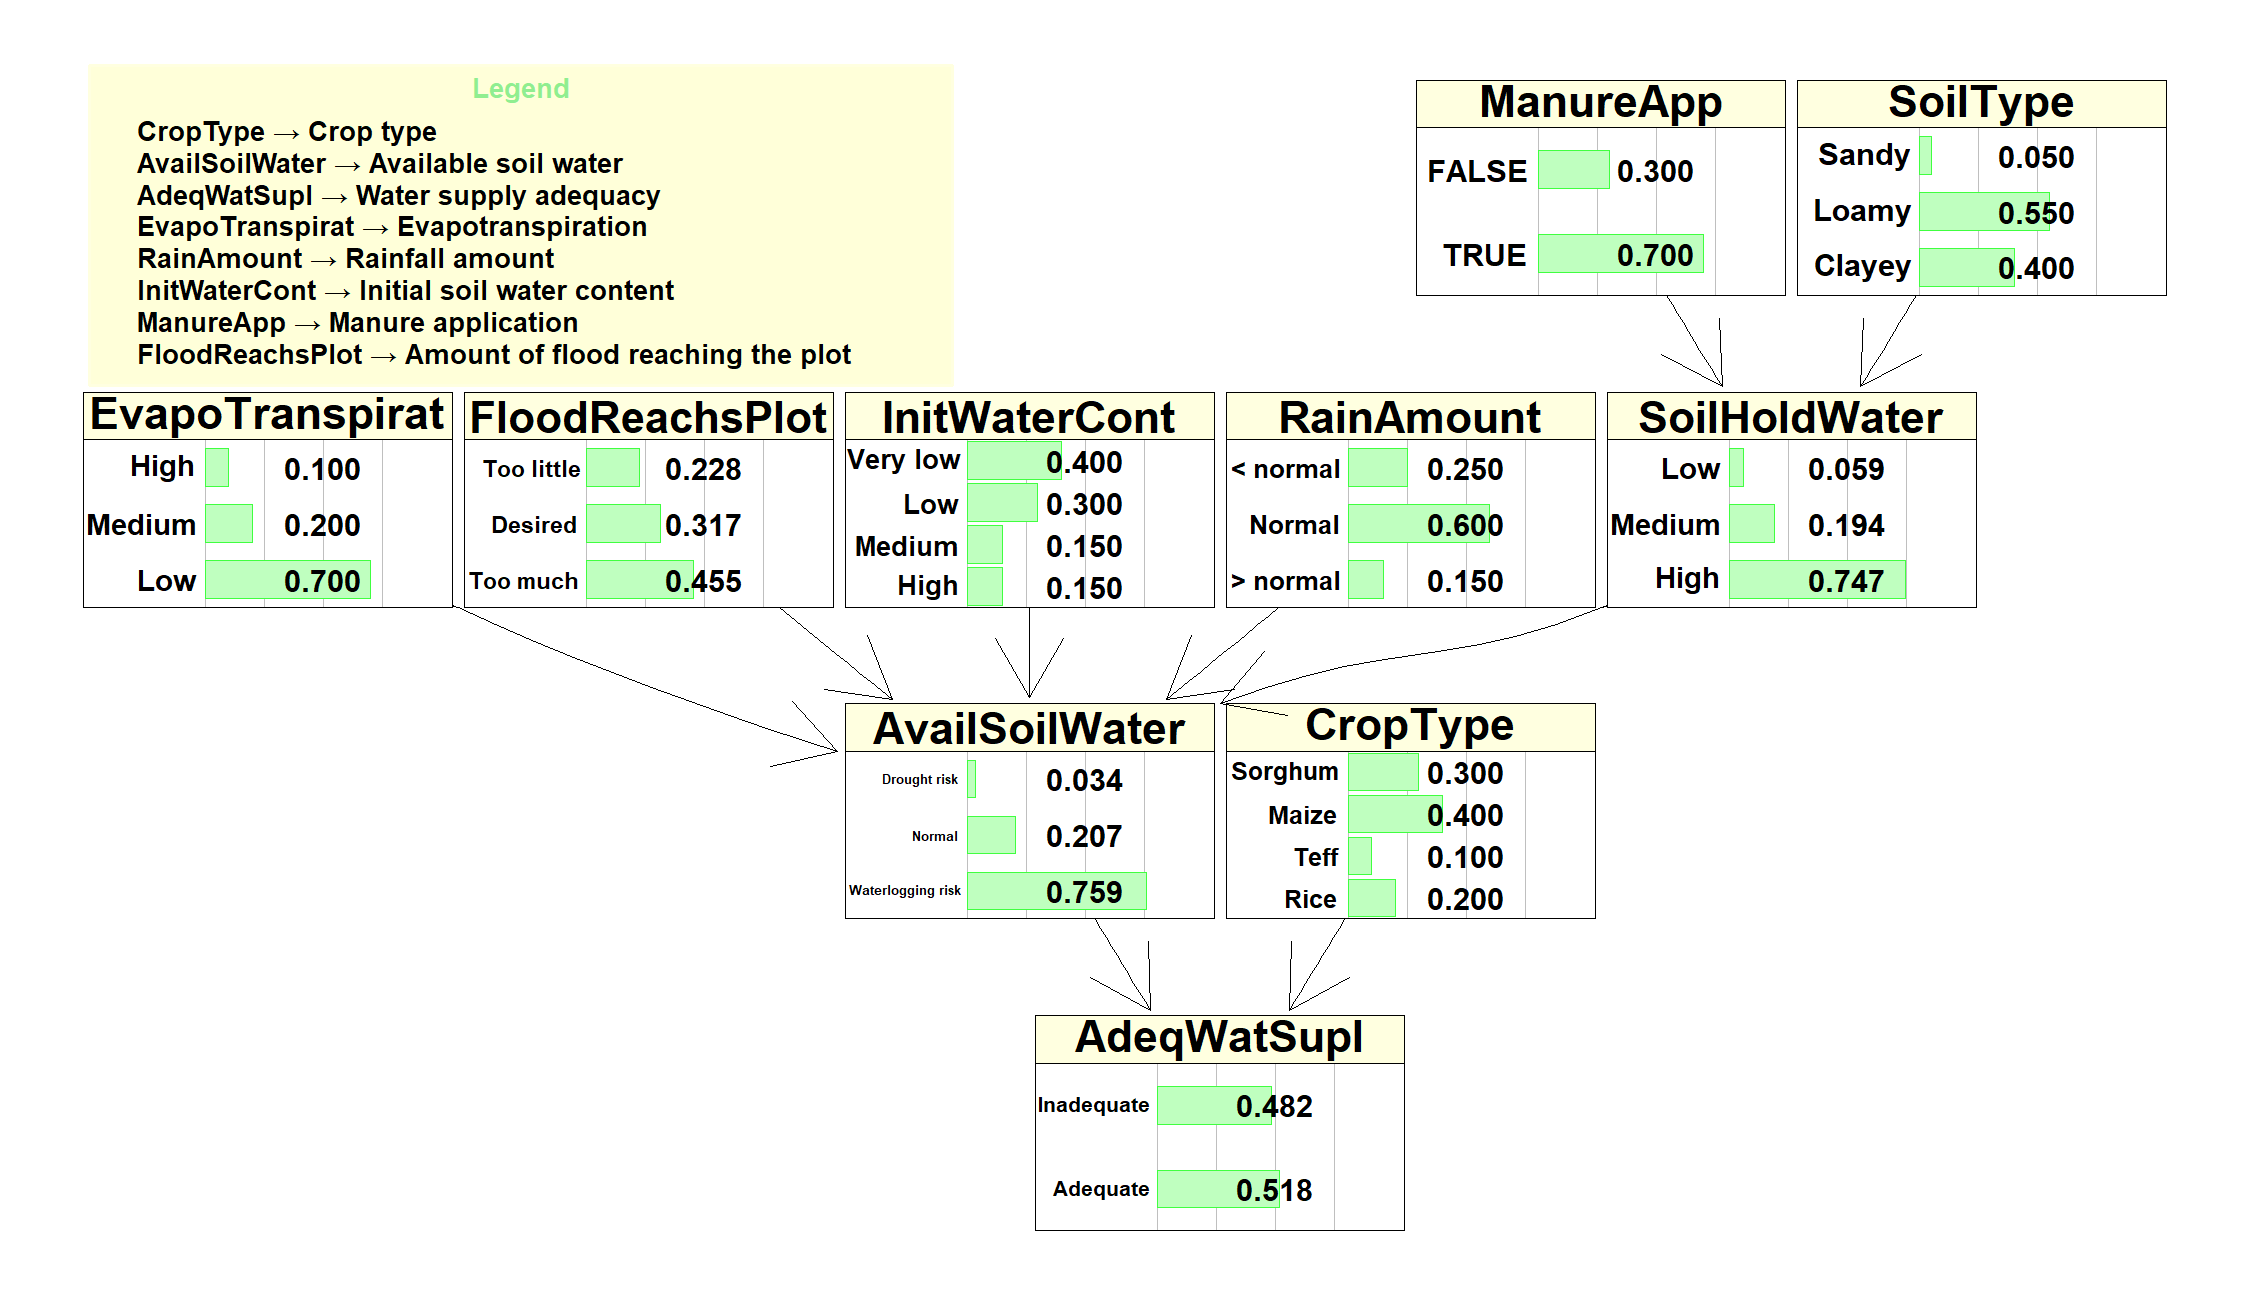 Legend
CropType → Crop type
AvailSoilWater → Available soil water
AdeqWatSupl → Water supply adequacy
EvapoTranspirat → Evapotranspiration
RainAmount → Rainfall amount
InitWaterCont → Initial soil water content
ManureApp → Manure application
FloodReachsPlot → Amount of flood reaching the plot
ManureApp
FALSE 0.300
TRUE 0.700
SoilType
Sandy 0.050
Loamy 0.550
Clayey 0.400
EvapoTranspirat
High 0.100
Medium 0.200
Low 0.700
FloodReachsPlot
Too little 0.228
Desired 0.317
Too much 0.455
InitWaterCont
Very low 0.400
Low 0.300
Medium 0.150
High 0.150
RainAmount
< normal 0.250
Normal 0.600
> normal 0.150
SoilHoldWater
Low 0.059
Medium 0.194
High 0.747
AvailSoilWater
Drought risk 0.034
Normal 0.207
Waterlogging risk 0.759
CropType
Sorghum 0.300
Maize 0.400
Teff 0.100
Rice 0.200
AdeqWatSupl
Inadequate 0.482
Adequate 0.518